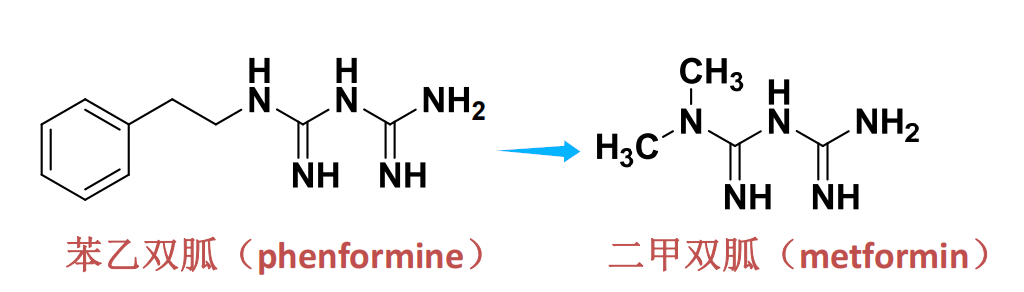 H H
N N NH2
NH NH
苯乙双胍（phenformine）
CH3
H
N N NH2
H3C
NH NH
二甲双胍（metformin）